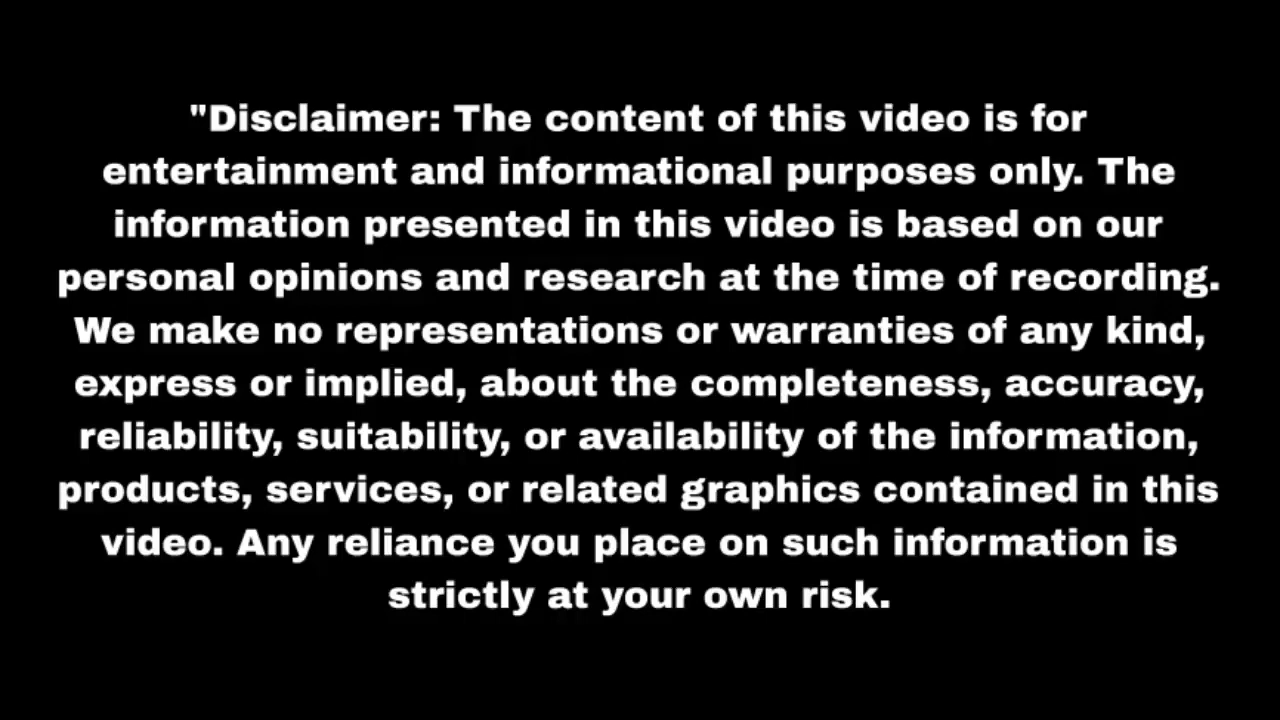 "Disclaimer: The content of this video is for
entertainment and informational purposes only. The
information presented in this video is based on our
personal opinions and research at the time of recording.
We make no representations or warranties of any kind,
express or implied, about the completeness, accuracy,
reliability, suitability, or availability of the information,
products, services, or related graphics contained in this
video. Any reliance you place on such information is
strictly at your own risk.